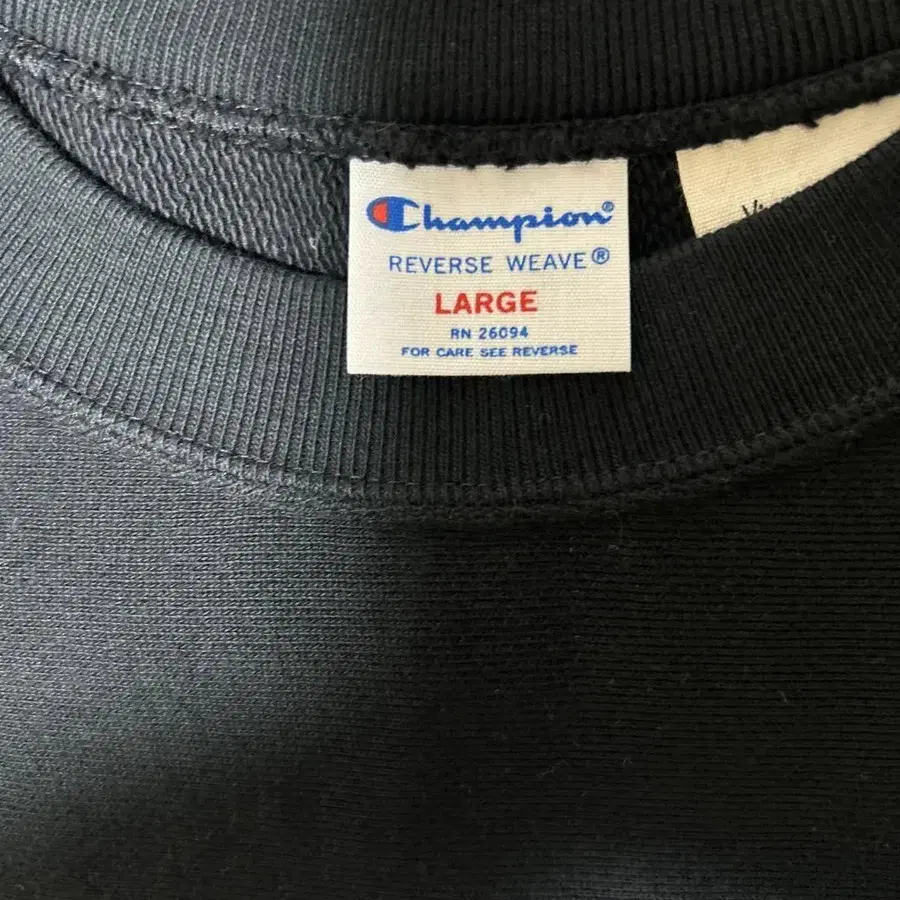 Champion®
REVERSE WEAVE®
LARGE
RN 26094
FOR CARE SEE REVERSE